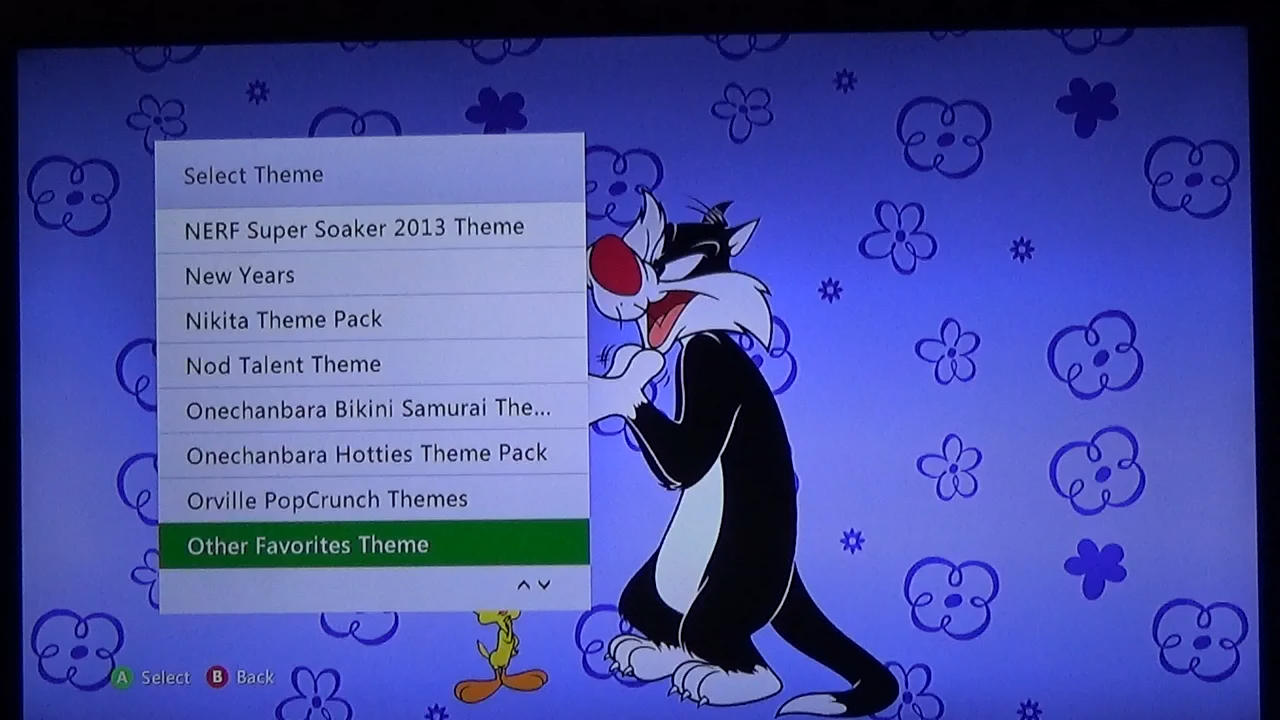 Select Theme
NERF Super Soaker 2013 Theme
New Years
Nikita Theme Pack
Nod Talent Theme
Onechanbara Bikini Samurai The...
Onechanbara Hotties Theme Pack
Orville PopCrunch Themes
Other Favorites Theme
A Select B Back